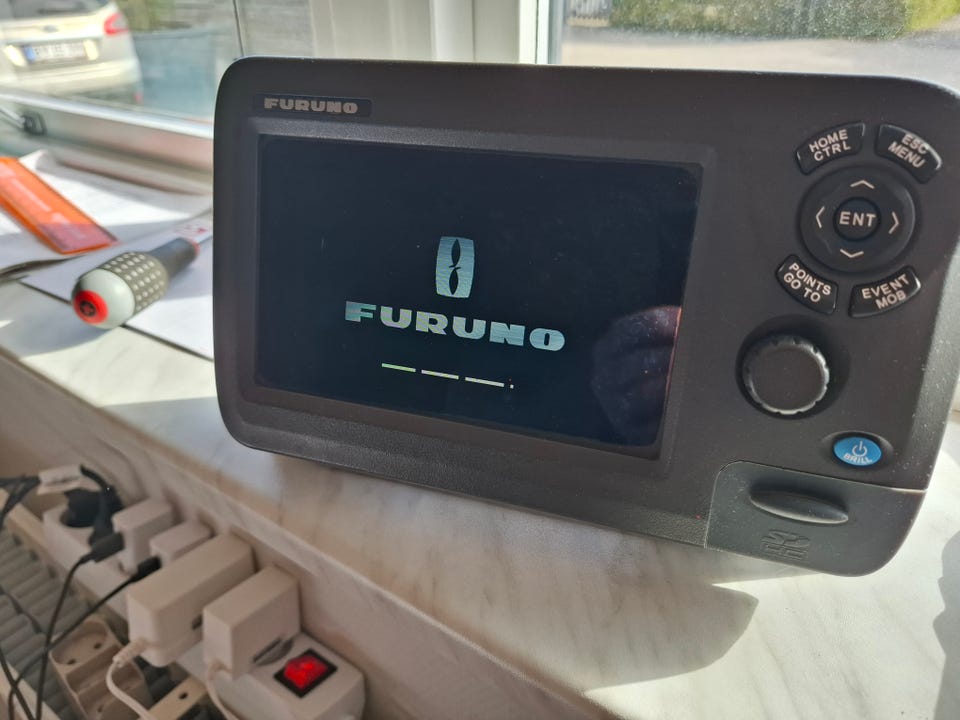 FURUNO
FURUNO
HOME
CTRL
ESC
MENU
ENT
POINTS
GO TO
EVENT
MOB
BRILL